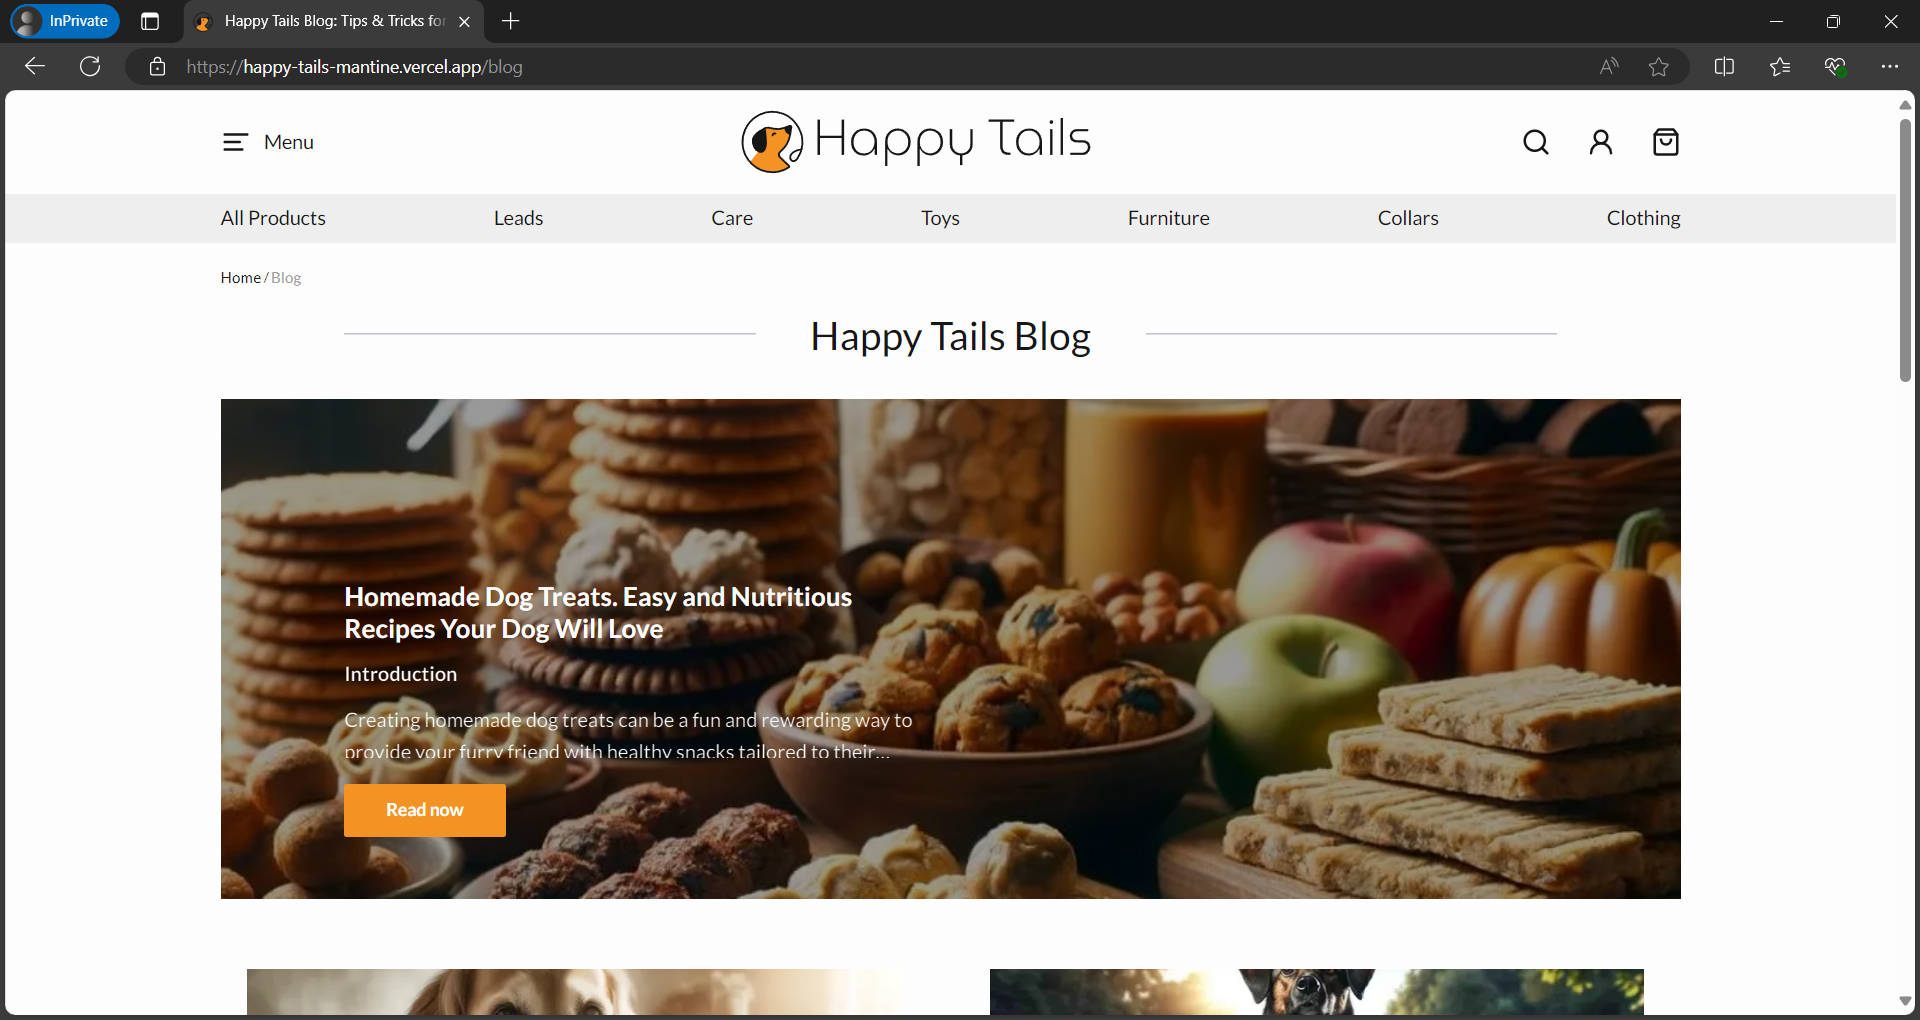 InPrivate
Happy Tails Blog: Tips & Tricks for
https://happy-tails-mantine.vercel.app/blog
Menu
Happy Tails
All Products Leads Care Toys Furniture Collars Clothing
Home / Blog
Happy Tails Blog
Homemade Dog Treats. Easy and Nutritious
Recipes Your Dog Will Love
Introduction
Creating homemade dog treats can be a fun and rewarding way to
provide your furry friend with healthy snacks tailored to their...
Read now